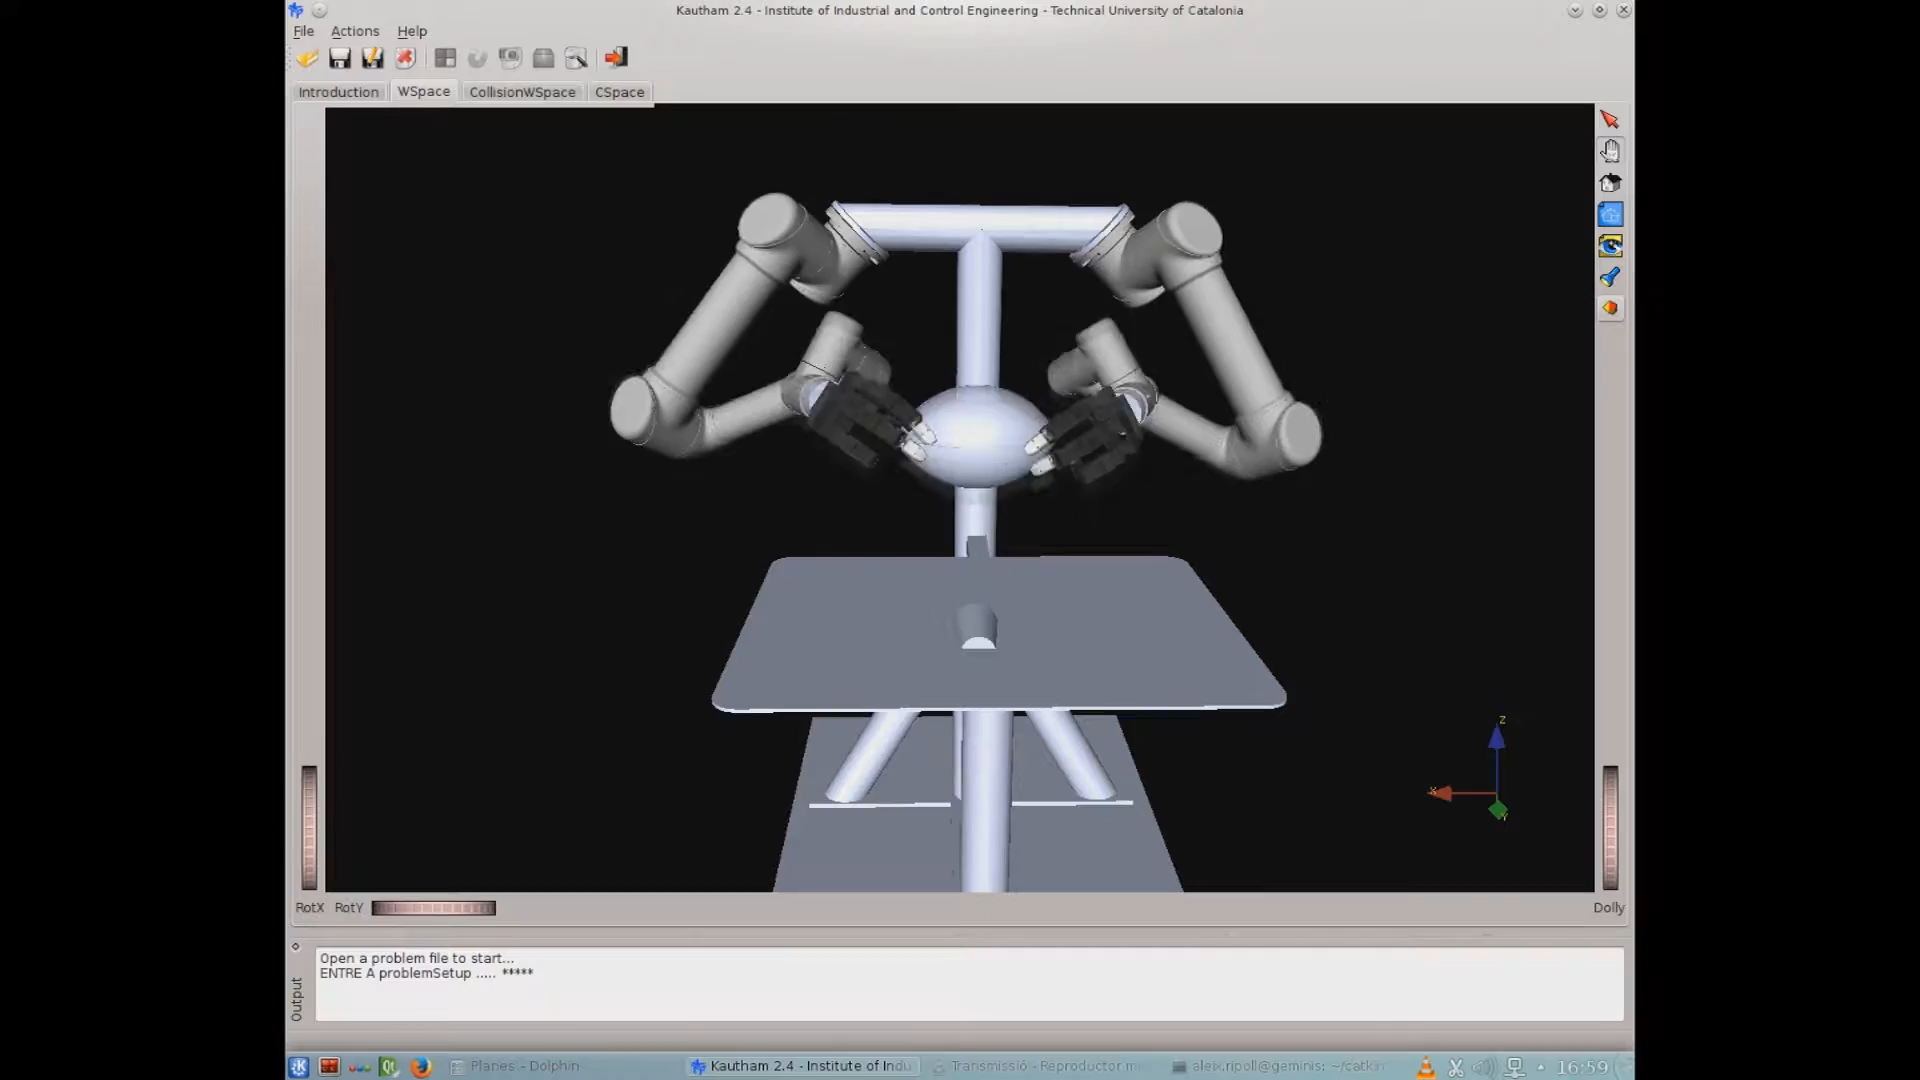 Kautham 2.4 - Institute of Industrial and Control Engineering - Technical University of Catalonia
File Actions Help
Introduction WSpace CollisionWSpace CSpace
z
x
Y
RotX RotY Dolly
Open a problem file to start...
ENTRE A problemSetup ..... *****
Output
Planes - Dolphin Kautham 2.4 - Institute of Indu Transmissió - Reproductor m aleix.ripoll@geminis: ~/catkin 16:59